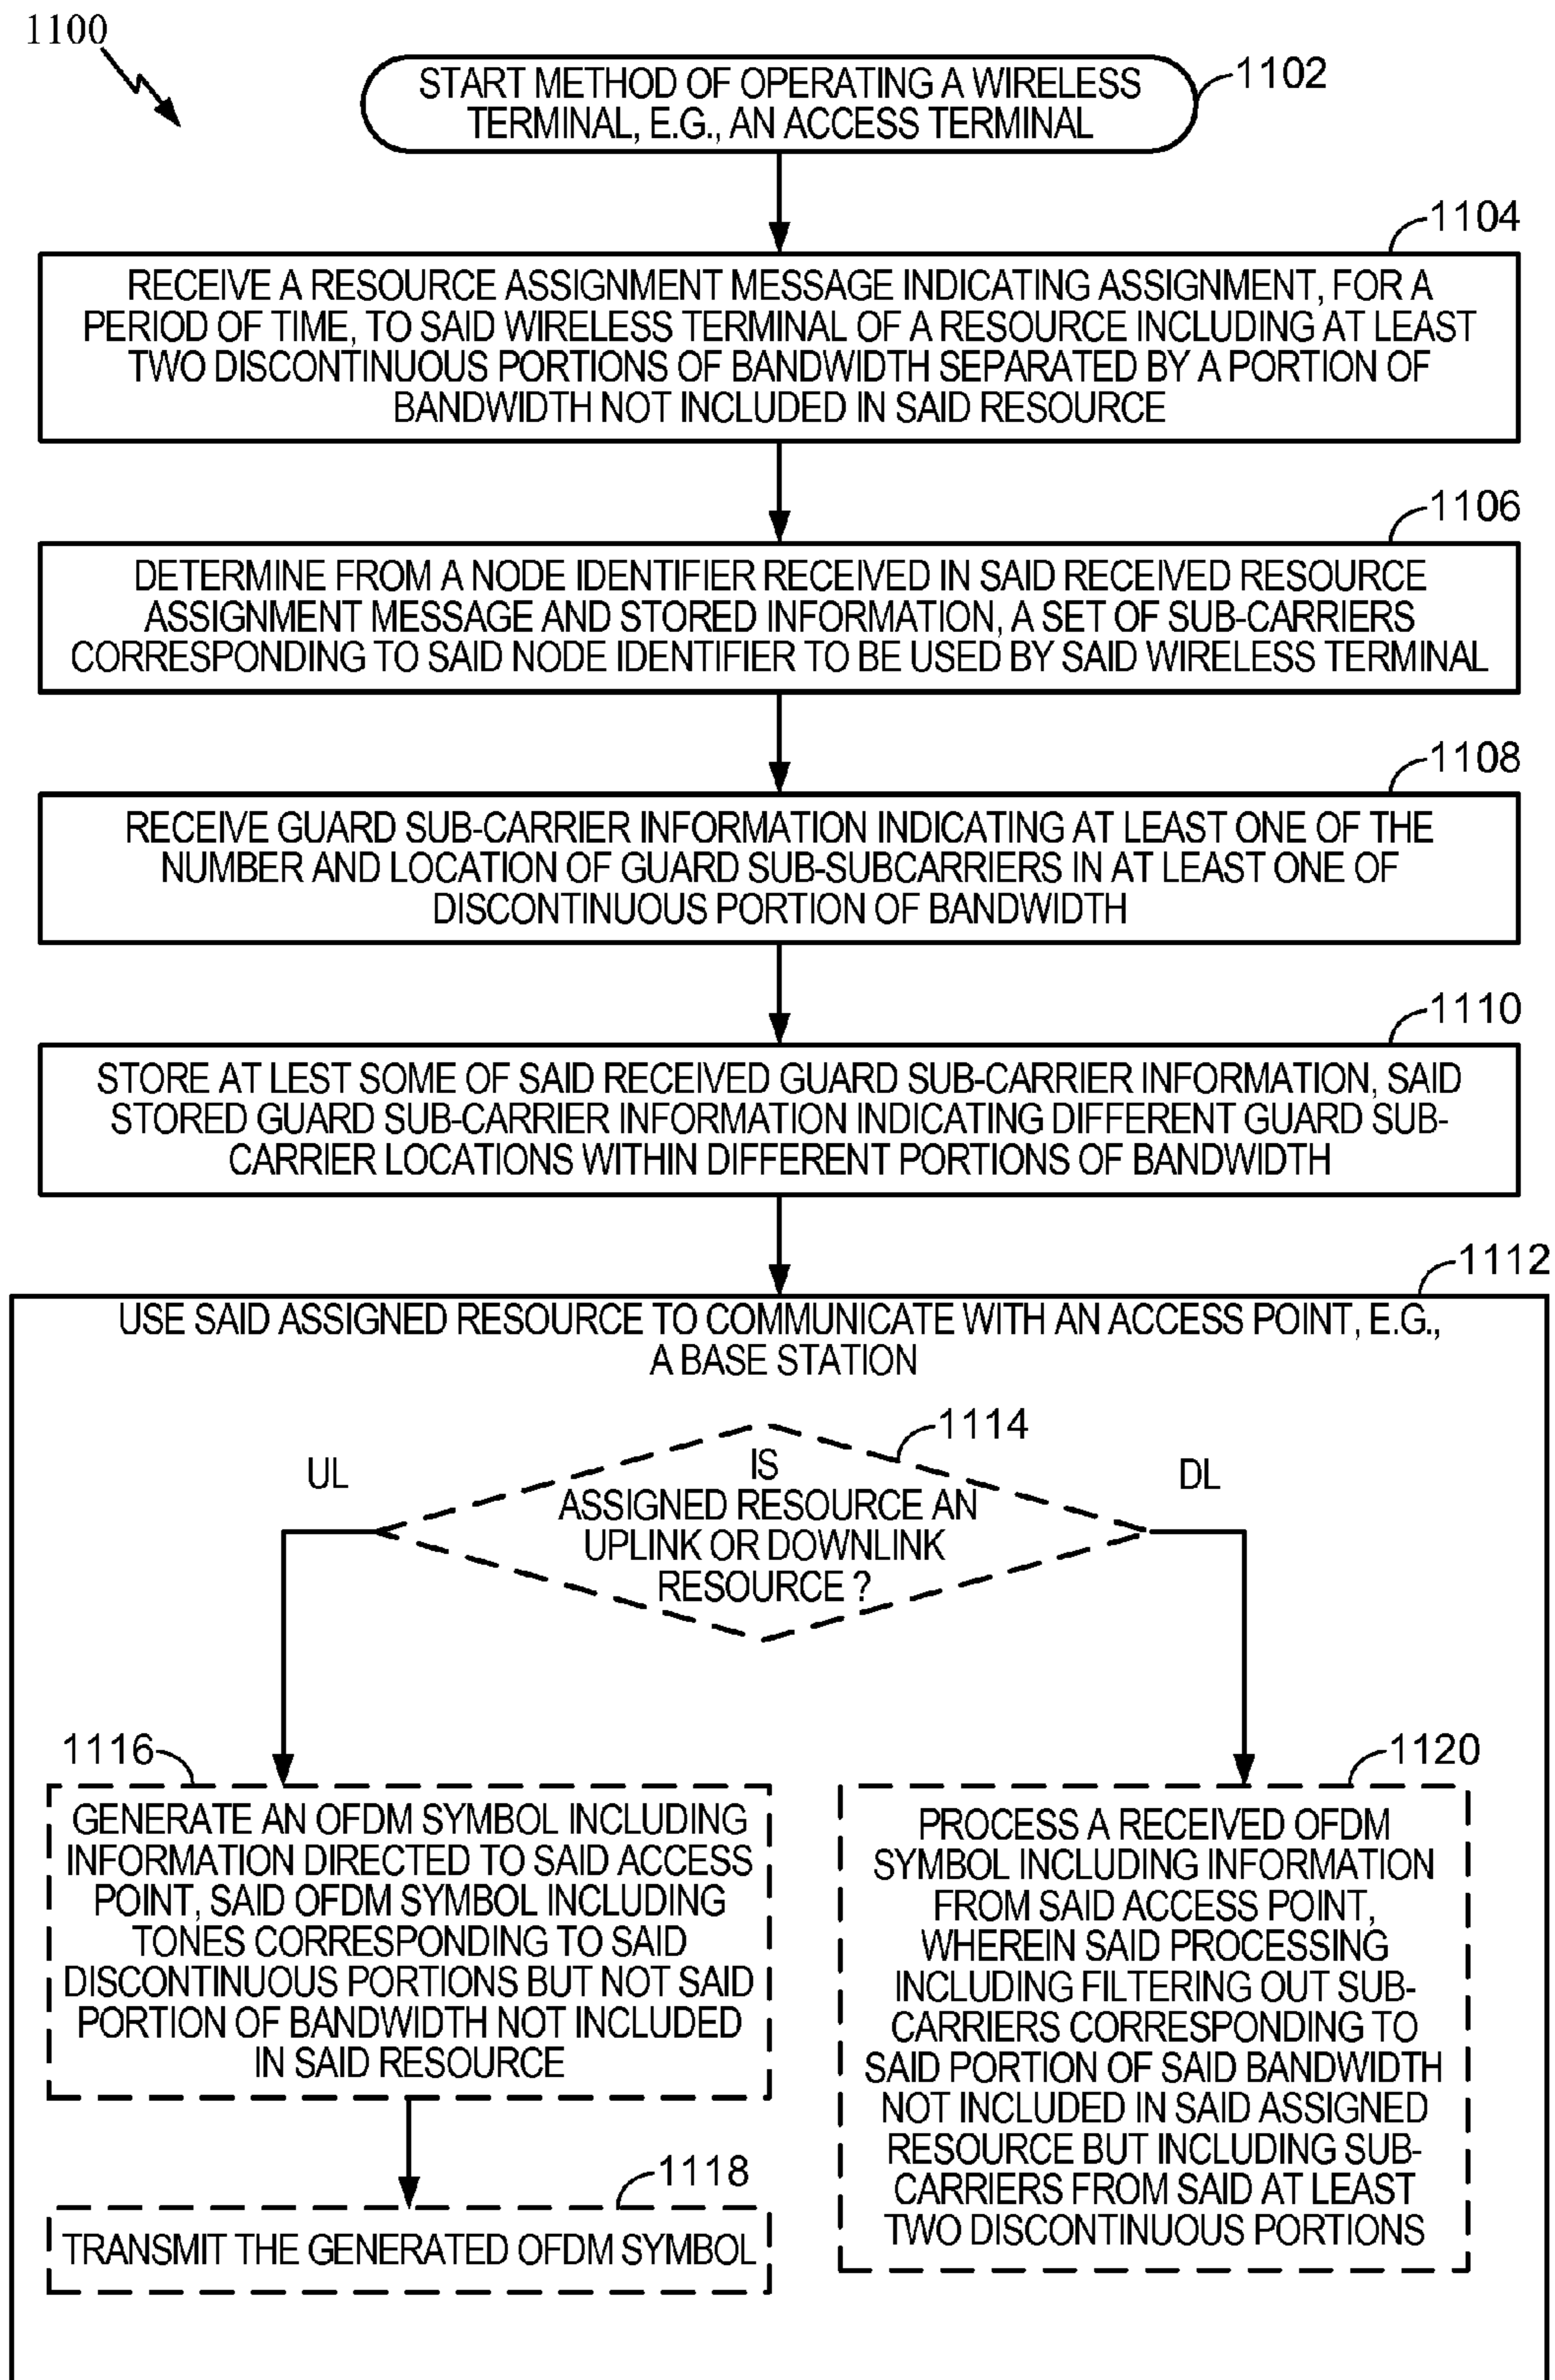 1100
START METHOD OF OPERATING A WIRELESS
TERMINAL, E.G., AN ACCESS TERMINAL
1102
1104
RECEIVE A RESOURCE ASSIGNMENT MESSAGE INDICATING ASSIGNMENT, FOR A
PERIOD OF TIME, TO SAID WIRELESS TERMINAL OF A RESOURCE INCLUDING AT LEAST
TWO DISCONTINUOUS PORTIONS OF BANDWIDTH SEPARATED BY A PORTION OF
BANDWIDTH NOT INCLUDED IN SAID RESOURCE
1106
DETERMINE FROM A NODE IDENTIFIER RECEIVED IN SAID RECEIVED RESOURCE
ASSIGNMENT MESSAGE AND STORED INFORMATION, A SET OF SUB-CARRIERS
CORRESPONDING TO SAID NODE IDENTIFIER TO BE USED BY SAID WIRELESS TERMINAL
1108
RECEIVE GUARD SUB-CARRIER INFORMATION INDICATING AT LEAST ONE OF THE
NUMBER AND LOCATION OF GUARD SUB-SUBCARRIERS IN AT LEAST ONE OF
DISCONTINUOUS PORTION OF BANDWIDTH
1110
STORE AT LEST SOME OF SAID RECEIVED GUARD SUB-CARRIER INFORMATION, SAID
STORED GUARD SUB-CARRIER INFORMATION INDICATING DIFFERENT GUARD SUB-
CARRIER LOCATIONS WITHIN DIFFERENT PORTIONS OF BANDWIDTH
1112
USE SAID ASSIGNED RESOURCE TO COMMUNICATE WITH AN ACCESS POINT, E.G.,
A BASE STATION
1114
UL
IS
ASSIGNED RESOURCE AN
UPLINK OR DOWNLINK
RESOURCE ?
DL
1116
GENERATE AN OFDM SYMBOL INCLUDING
INFORMATION DIRECTED TO SAID ACCESS
POINT, SAID OFDM SYMBOL INCLUDING
TONES CORRESPONDING TO SAID
DISCONTINUOUS PORTIONS BUT NOT SAID
PORTION OF BANDWIDTH NOT INCLUDED
IN SAID RESOURCE
1118
TRANSMIT THE GENERATED OFDM SYMBOL
1120
PROCESS A RECEIVED OFDM
SYMBOL INCLUDING INFORMATION
FROM SAID ACCESS POINT,
WHEREIN SAID PROCESSING
INCLUDING FILTERING OUT SUB-
CARRIERS CORRESPONDING TO
SAID PORTION OF SAID BANDWIDTH
NOT INCLUDED IN SAID ASSIGNED
RESOURCE BUT INCLUDING SUB-
CARRIERS FROM SAID AT LEAST
TWO DISCONTINUOUS PORTIONS